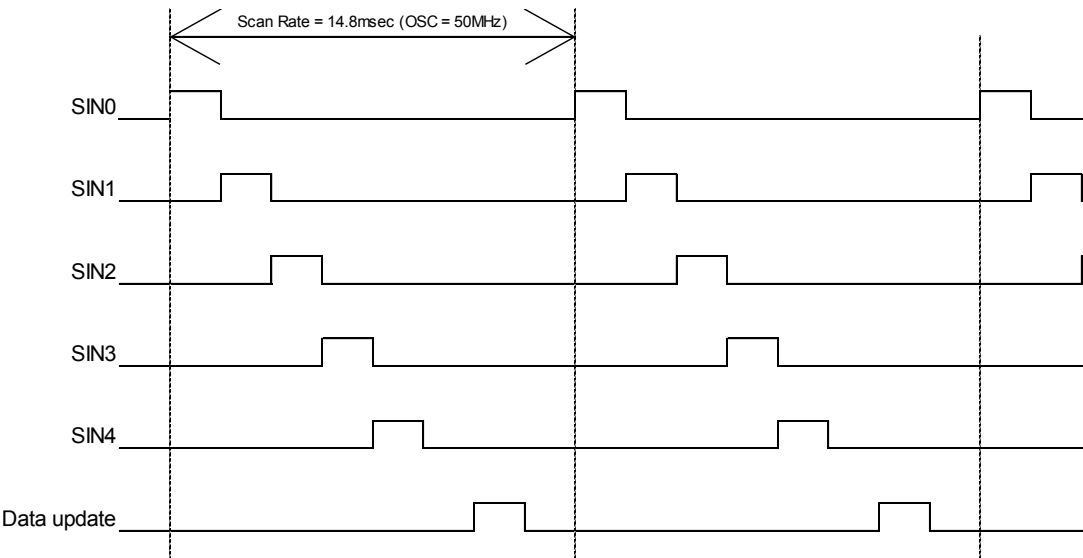 Scan Rate = 14.8msec (OSC = 50MHz)
SIN0
SIN1
SIN2
SIN3
SIN4
Data update